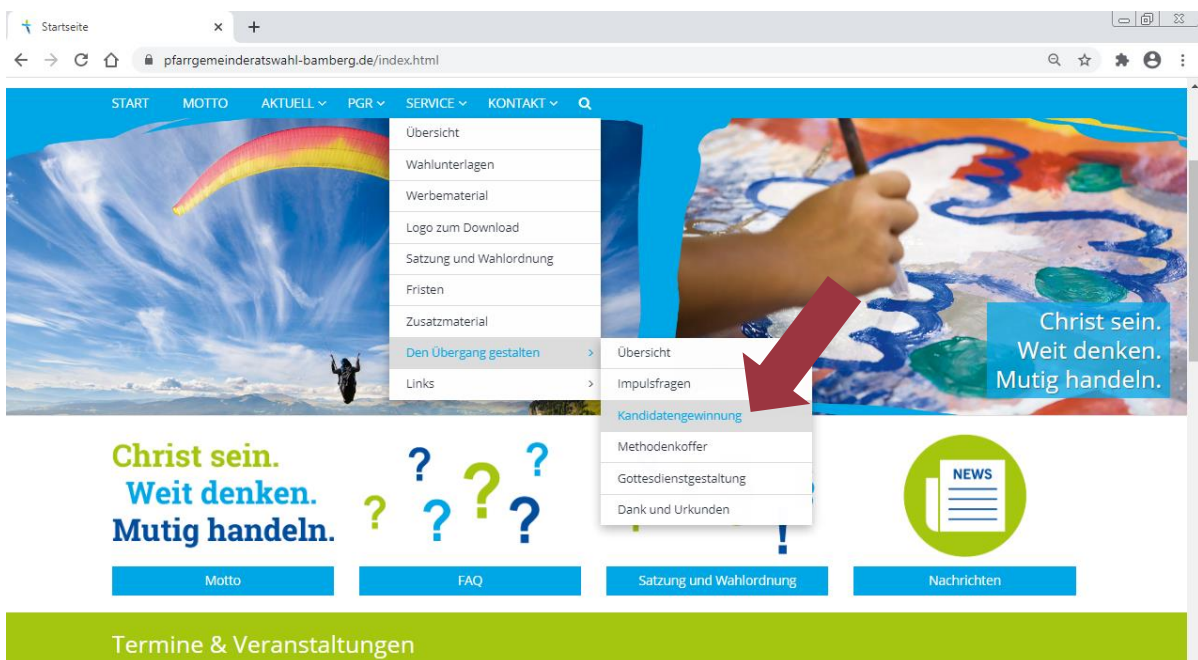 Startseite
pfarrgemeinderatswahl-bamberg.de/index.html
START MOTTO AKTUELL PGR SERVICE KONTAKT
Übersicht
Wahlunterlagen
Werbematerial
Logo zum Download
Satzung und Wahlordnung
Fristen
Zusatzmaterial
Den Übergang gestalten
Links
Übersicht
Impulsfragen
Kandidatengewinnung
Methodenkoffer
Gottesdienstgestaltung
Dank und Urkunden
Christ sein.
Weit denken.
Mutig handeln.
Christ sein.
Weit denken.
Mutig handeln.
? ? ? ? ? ? ?
!
NEWS
Motto
FAQ
Satzung und Wahlordnung
Nachrichten
Termine & Veranstaltungen